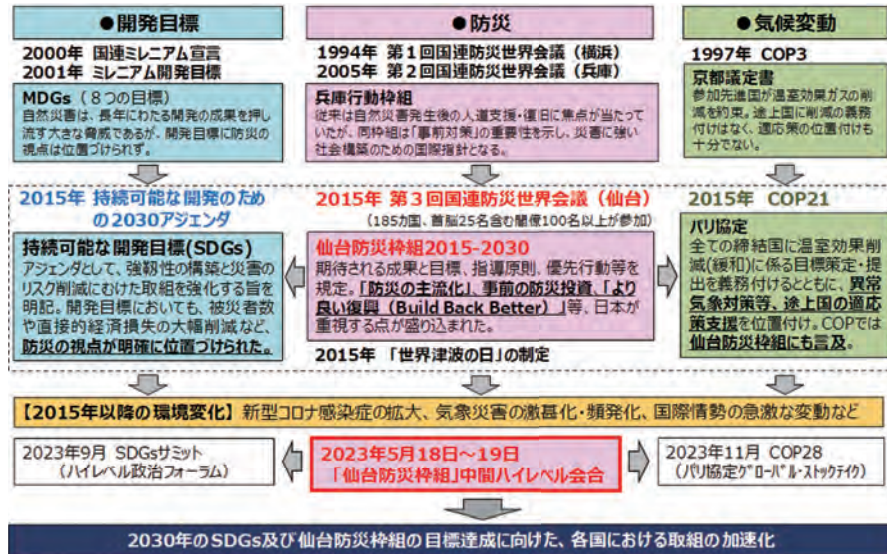 ●開発目標
2000年 国連ミレニアム宣言
2001年 ミレニアム開発目標
MDGs（８つの目標）
自然災害は、長年にわたる開発の成果を押し
流す大きな脅威であるが、開発目標に防災の
視点は位置づけられず。
2015年 持続可能な開発のため
の2030アジェンダ
持続可能な開発目標(SDGs)
アジェンダとして、強靭性の構築と災害の
リスク削減にむけた取組を強化する旨を
明記。開発目標においても、被災者数
や直接的経済損失の大幅削減など、
防災の視点が明確に位置づけられた。
●防災
1994年 第１回国連防災世界会議（横浜）
2005年 第２回国連防災世界会議（兵庫）
兵庫行動枠組
従来は自然災害発生後の人道支援・復旧に焦点が当たって
いたが、同枠組は「事前対策」の重要性を示し、災害に強い
社会構築のための国際指針となる。
2015年 第３回国連防災世界会議（仙台）
（185カ国、首脳25名含む閣僚100名以上が参加）
仙台防災枠組2015-2030
期待される成果と目標、指導原則、優先行動等を
規定。「防災の主流化」、事前の防災投資、「より
良い復興（Build Back Better）」等、日本が
重視する点が盛り込まれた。
2015年 「世界津波の日」の制定
●気候変動
1997年 COP3
京都議定書
参加先進国が温室効果ガスの削
減を約束。途上国に削減の義務
付けはなく、適応策の位置付けも
十分でない。
2015年 COP21
パリ協定
全ての締結国に温室効果削
減(緩和)に係る目標策定・提
出を義務付けるとともに、異常
気象対策等、途上国の適応
策支援を位置付け。COPでは
仙台防災枠組にも言及。
【2015年以降の環境変化】新型コロナ感染症の拡大、気象災害の激甚化・頻発化、国際情勢の急激な変動など
2023年9月 SDGsサミット
（ハイレベル政治フォーラム）
2023年5月18日～19日
「仙台防災枠組」中間ハイレベル会合
2023年11月 COP28
（パリ協定グローバル・ストックテイク）
2030年のSDGs及び仙台防災枠組の目標達成に向けた、各国における取組の加速化